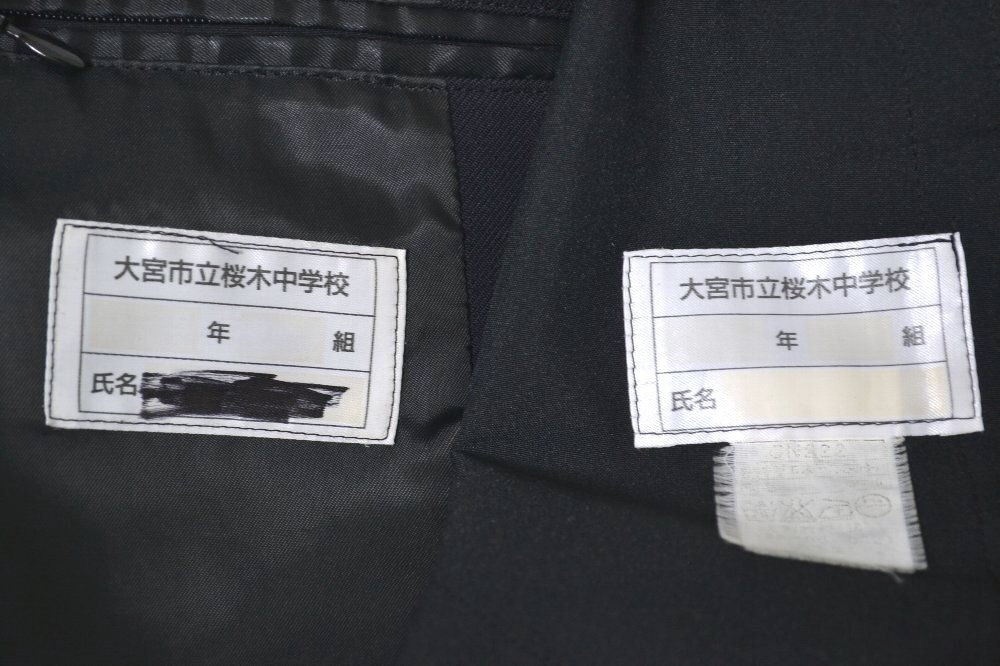 大宮市立桜木中学校
年 組
氏名
大宮市立桜木中学校
年 組
氏名